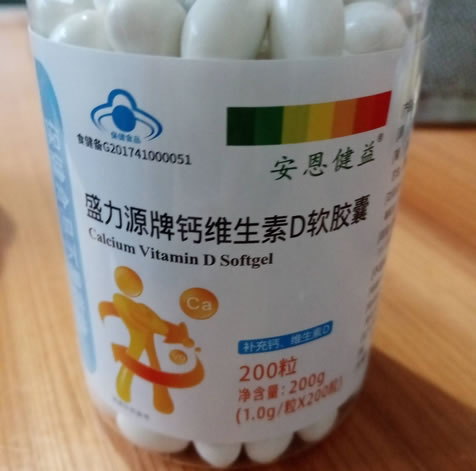 保健食品
食健备G201741000051
安恩健益®
盛力源牌钙维生素D软胶囊
Calcium Vitamin D Softgel
Ca
补充钙、维生素D
200粒
净含量：200g
(1.0g/粒X200粒)